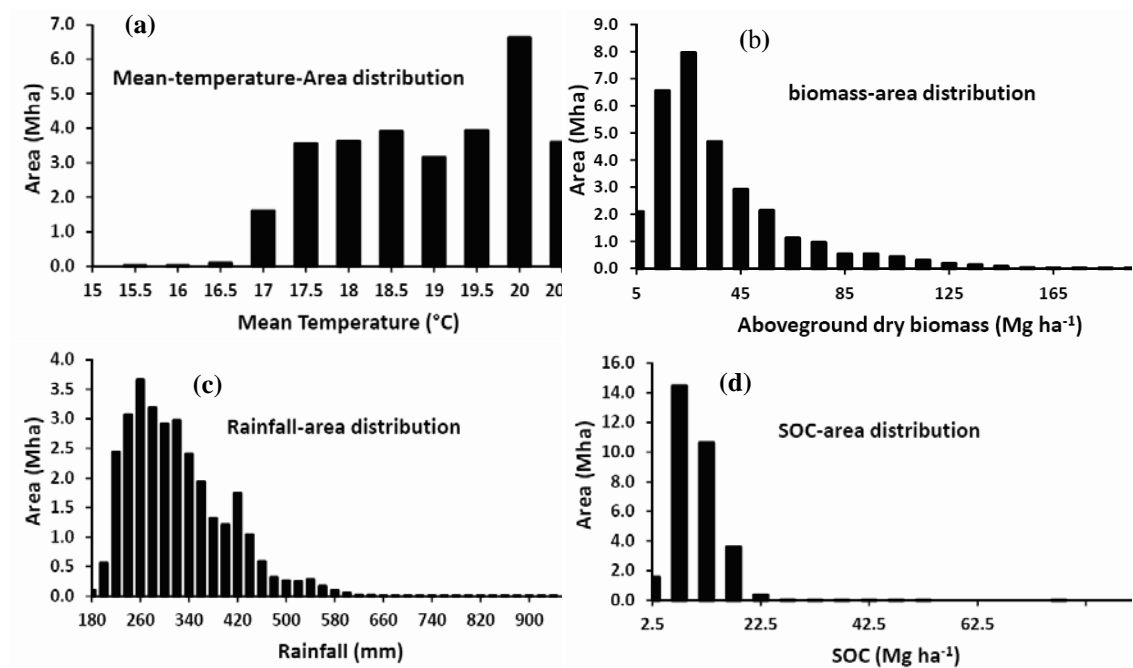 (a)
Mean-temperature-Area distribution
Area (Mha)
4.0
7.0
6.0
5.0
4.0
3.0
2.0
1.0
0.0
15 15.5 16 16.5 17 17.5 18 18.5 19 19.5 20 20
Mean Temperature (°C)
(b)
biomass-area distribution
Area (Mha)
9.0
8.0
7.0
6.0
5.0
4.0
3.0
2.0
1.0
0.0
5 45 85 125 165
Aboveground dry biomass (Mg ha⁻¹)
(c)
Rainfall-area distribution
Area (Mha)
4.0
3.5
3.0
2.5
2.0
1.5
1.0
0.5
0.0
180 260 340 420 500 580 660 740 820 900
Rainfall (mm)
(d)
SOC-area distribution
Area (Mha)
16.0
14.0
12.0
10.0
8.0
6.0
4.0
2.0
0.0
2.5 22.5 42.5 62.5
SOC (Mg ha⁻¹)